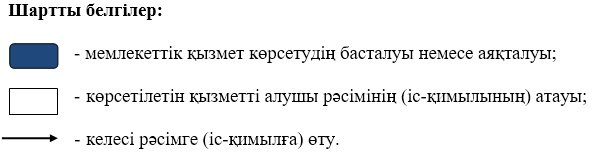 Шартты белгілер:
- мемлекеттік қызмет көрсетудің басталуы немесе аяқталуы;
- көрсетілетін қызметті алушы рәсімінің (іс-қимылының) атауы;
- келесі рәсімге (іс-қимылға) өту.